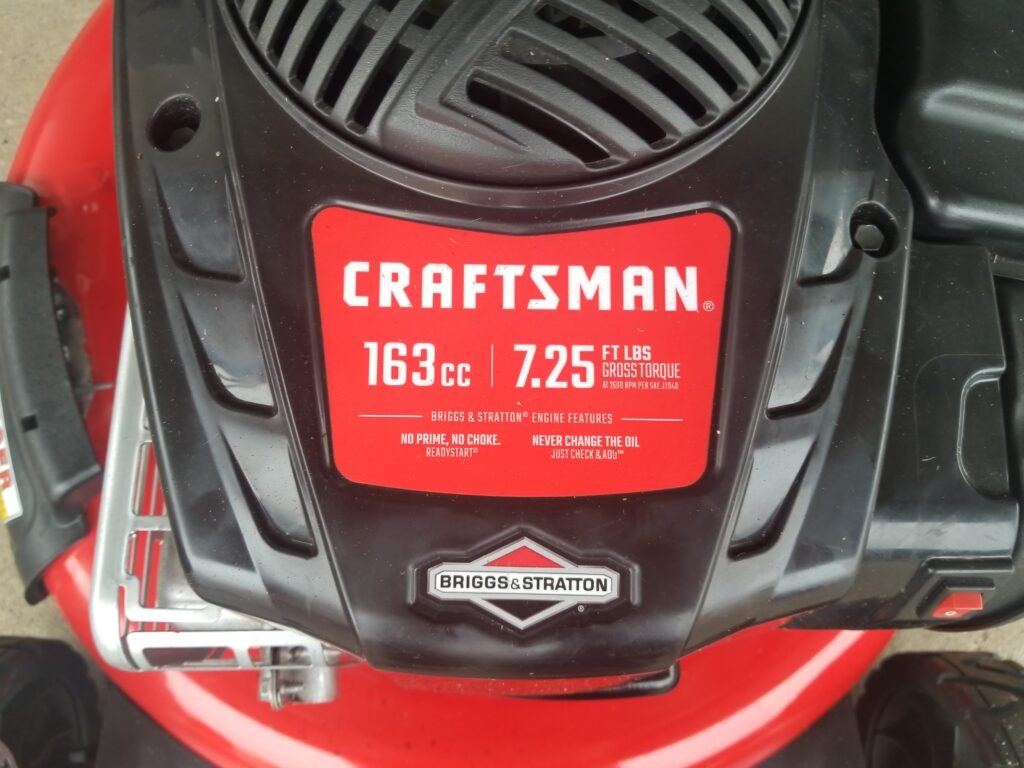 CRAFTSMAN®
163cc | 7.25 FT LBS
GROSS TORQUE
AT 2600 RPM PER SAE J1940
BRIGGS & STRATTON® ENGINE FEATURES
NO PRIME, NO CHOKE.
READYSTART®
NEVER CHANGE THE OIL
JUST CHECK & ADD™
BRIGGS&STRATTON
®